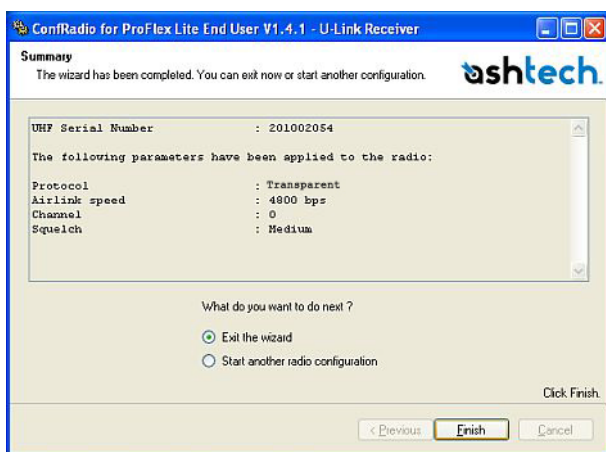 ConfRadio for ProFlex Lite End User V1.4.1 - U-Link Receiver
Summary
The wizard has been completed. You can exit now or start another configuration.
ashtech.
UHF Serial Number : 201002054
The following parameters have been applied to the radio:
Protocol : Transparent
Airlink speed : 4800 bps
Channel : 0
Squelch : Medium
What do you want to do next ?
Exit the wizard
Start another radio configuration
Click Finish.
< Previous
Finish
Cancel